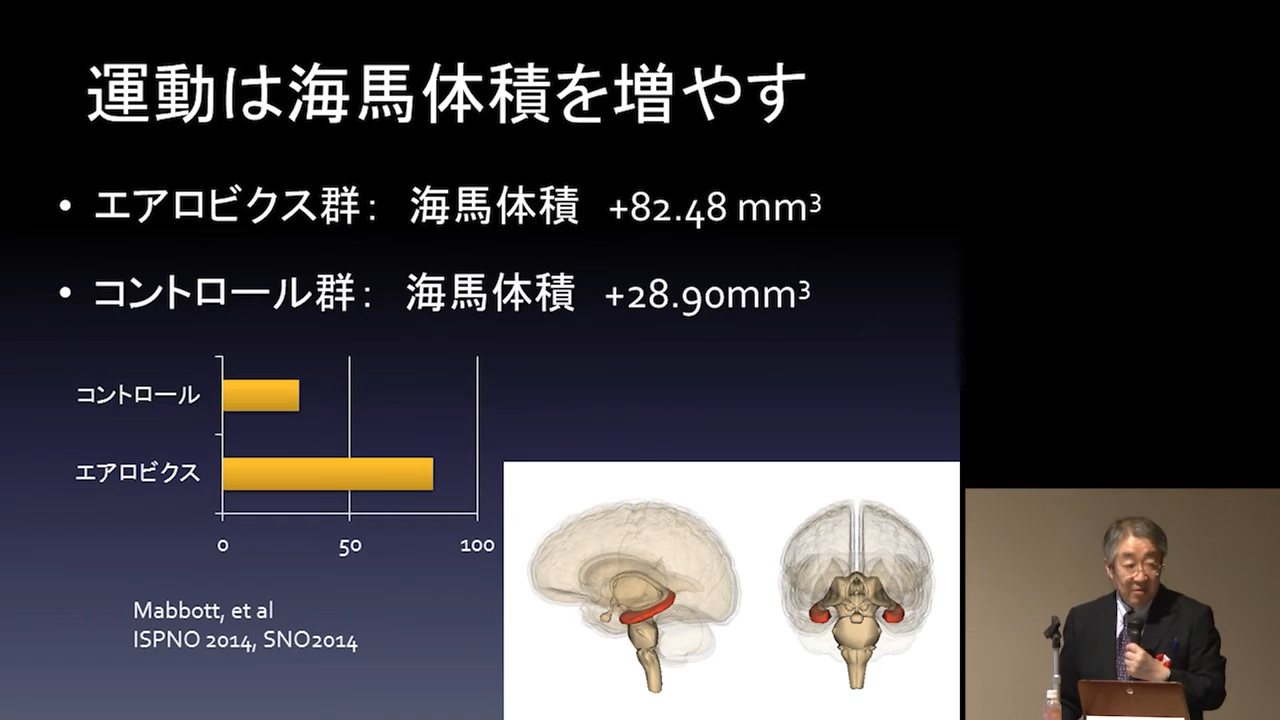 運動は海馬体積を増やす
• エアロビクス群： 海馬体積 +82.48 mm³
• コントロール群： 海馬体積 +28.90mm³
コントロール
エアロビクス
0 50 100
Mabbott, et al
ISPNO 2014, SNO2014